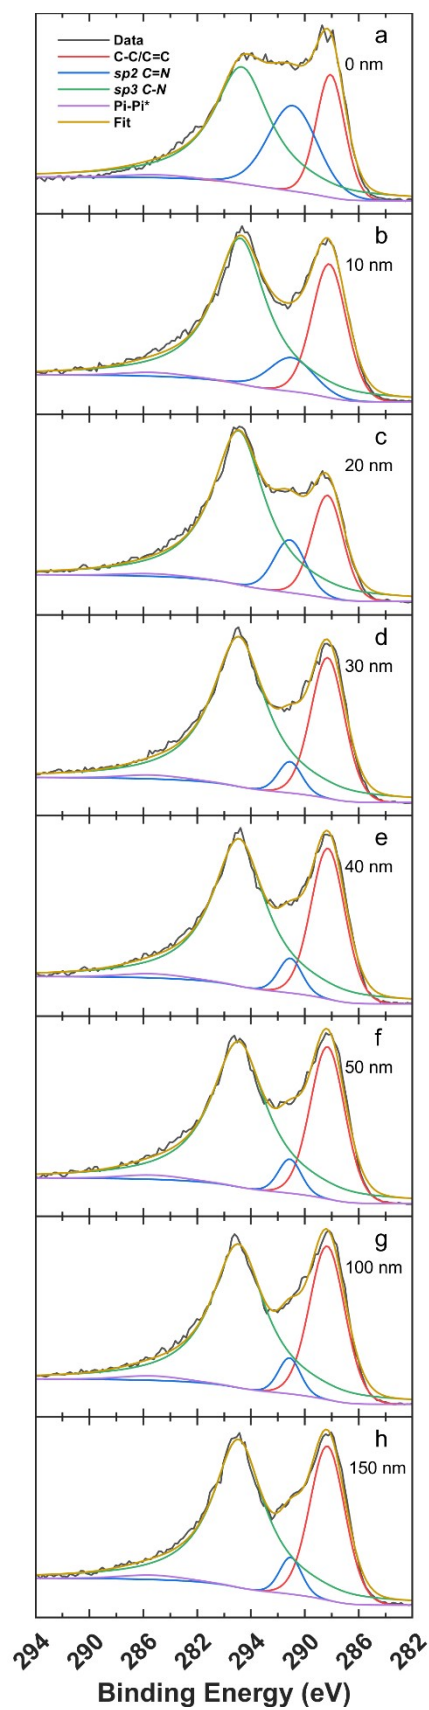 a
Data
C-C/C=C
0 nm
sp2 C=N
sp3 C-N
Pi-Pi*
Fit
b
10 nm
c
20 nm
d
30 nm
e
40 nm
f
50 nm
g
100 nm
h
150 nm
294 290 286 282 294 290 286 282
Binding Energy (eV)